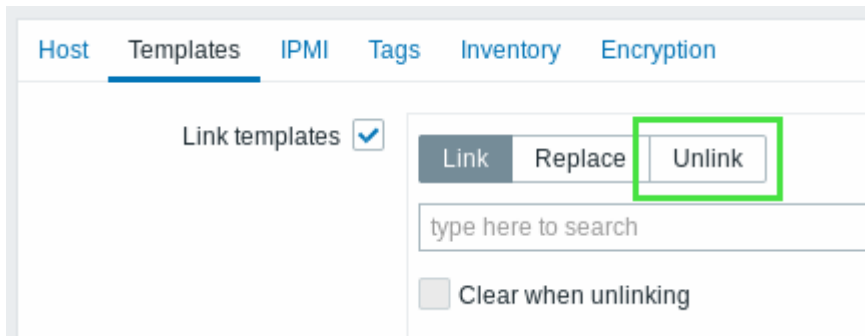 Host Templates IPMI Tags Inventory Encryption
Link templates
Link Replace Unlink
type here to search
Clear when unlinking